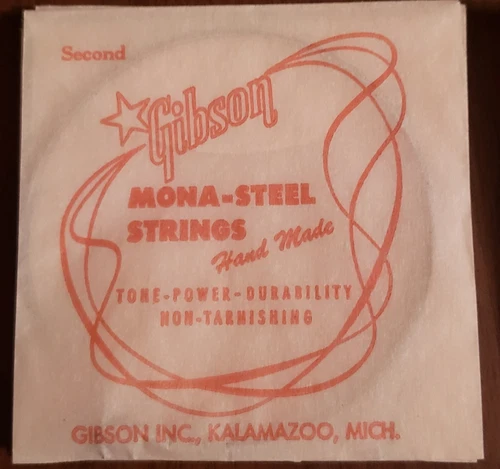 Second
Gibson
MONA-STEEL
STRINGS
Hand Made
TONE-POWER-DURABILITY
NON-TARNISHING
GIBSON INC., KALAMAZOO, MICH.